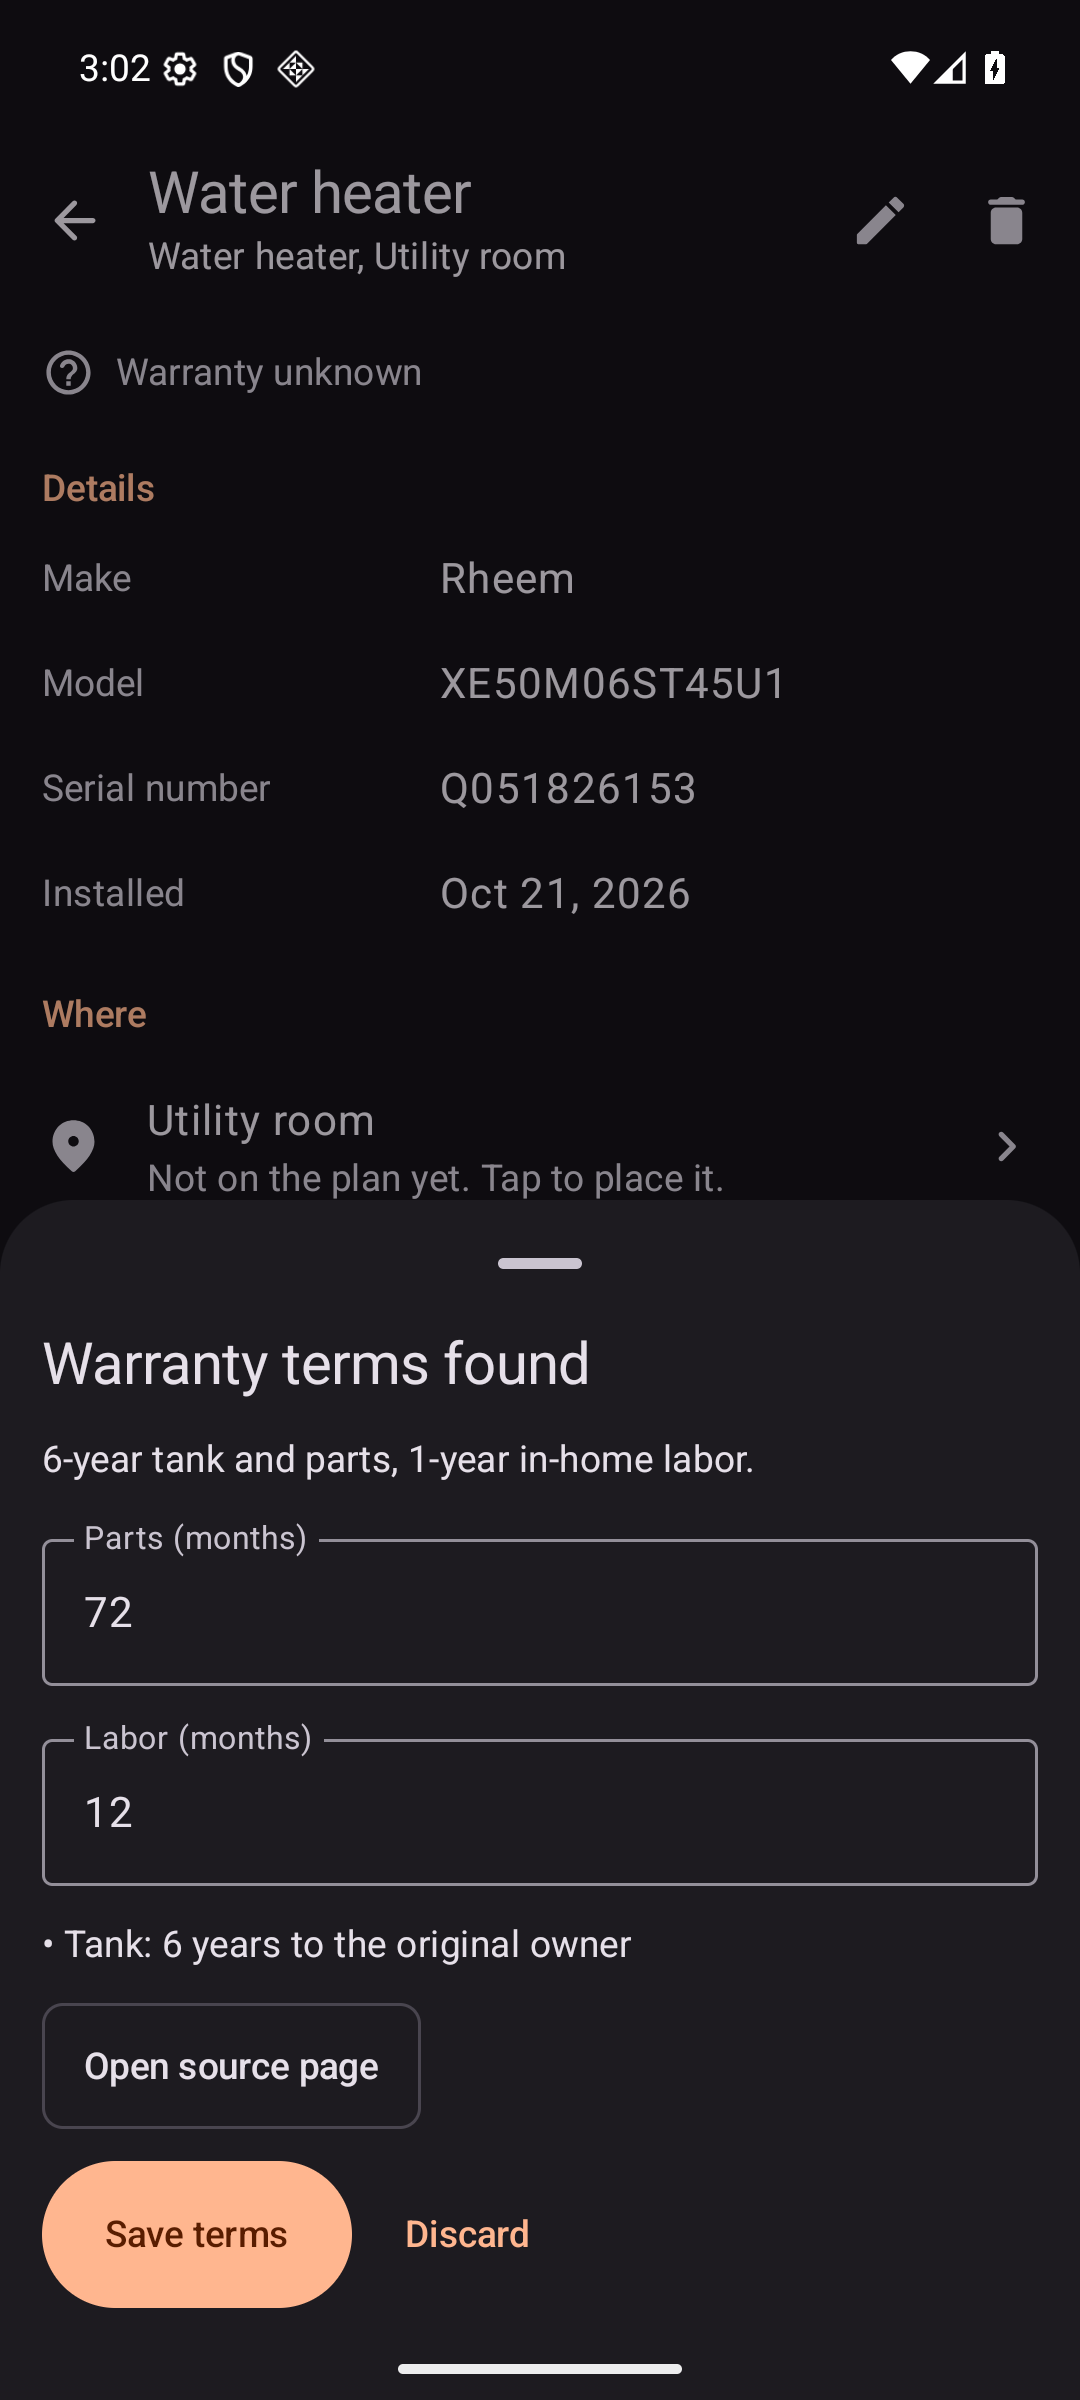 3:02
Water heater
Water heater, Utility room
Warranty unknown
Details
Make Rheem
Model XE50M06ST45U1
Serial number Q051826153
Installed Oct 21, 2026
Where
Utility room
Not on the plan yet. Tap to place it.
Warranty terms found
6-year tank and parts, 1-year in-home labor.
Parts (months)
72
Labor (months)
12
• Tank: 6 years to the original owner
Open source page
Save terms Discard